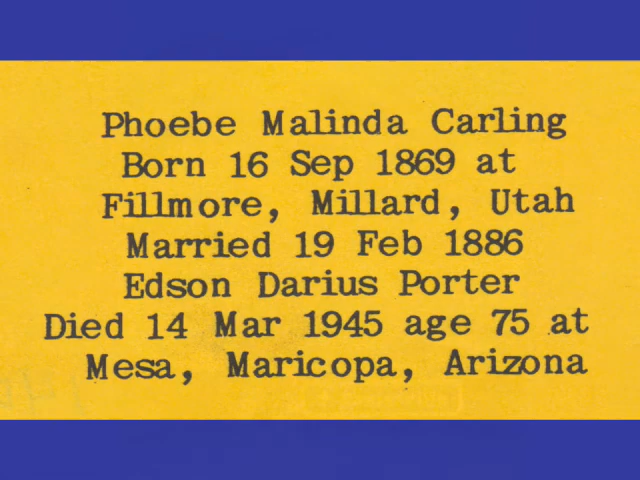 Phoebe Malinda Carling
Born 16 Sep 1869 at
Fillmore, Millard, Utah
Married 19 Feb 1886
Edson Darius Porter
Died 14 Mar 1945 age 75 at
Mesa, Maricopa, Arizona